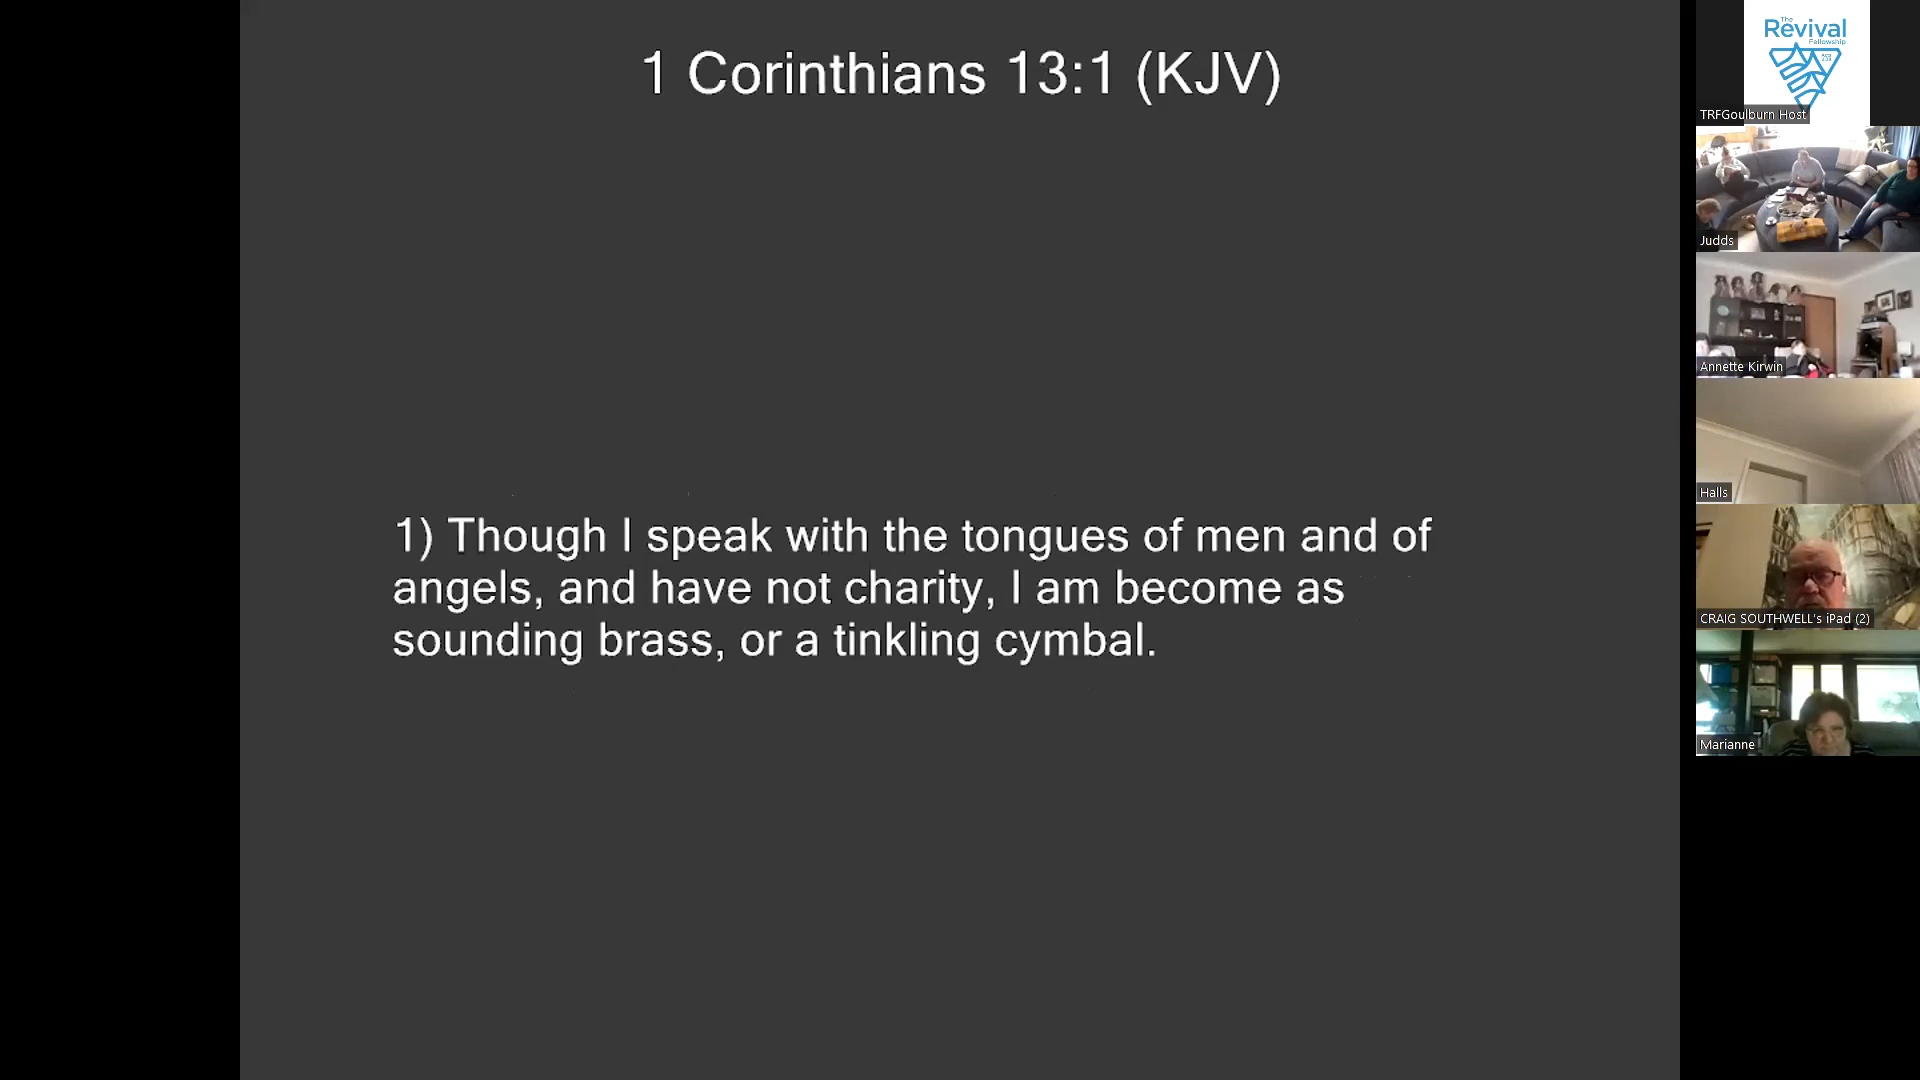 1 Corinthians 13:1 (KJV)
1) Though I speak with the tongues of men and of
angels, and have not charity, I am become as
sounding brass, or a tinkling cymbal.
The
Revival
Fellowship
TRFGoulburn Host
Judds
Annette Kirwin
Halls
CRAIG SOUTHWELL's iPad (2)
Marianne